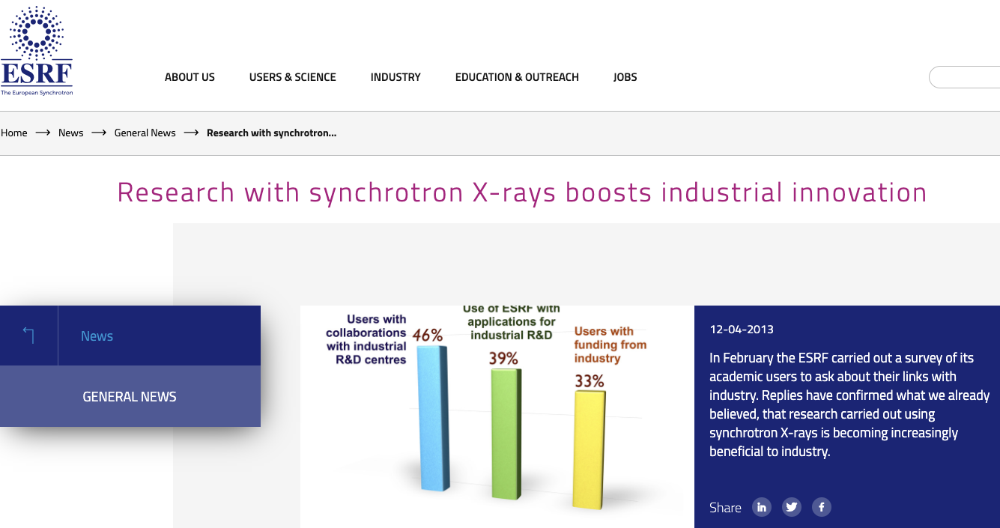 ESRF
The European Synchrotron
ABOUT US
USERS & SCIENCE
INDUSTRY
EDUCATION & OUTREACH
JOBS
Home
News
General News
Research with synchrotron...
Research with synchrotron X-rays boosts industrial innovation
News
GENERAL NEWS
Users with
collaborations
with industrial
R&D centres
46%
Use of ESRF with
applications for
industrial R&D
39%
Users with
funding from
industry
33%
12-04-2013
In February the ESRF carried out a survey of its
academic users to ask about their links with
industry. Replies have confirmed what we already
believed, that research carried out using
synchrotron X-rays is becoming increasingly
beneficial to industry.
Share